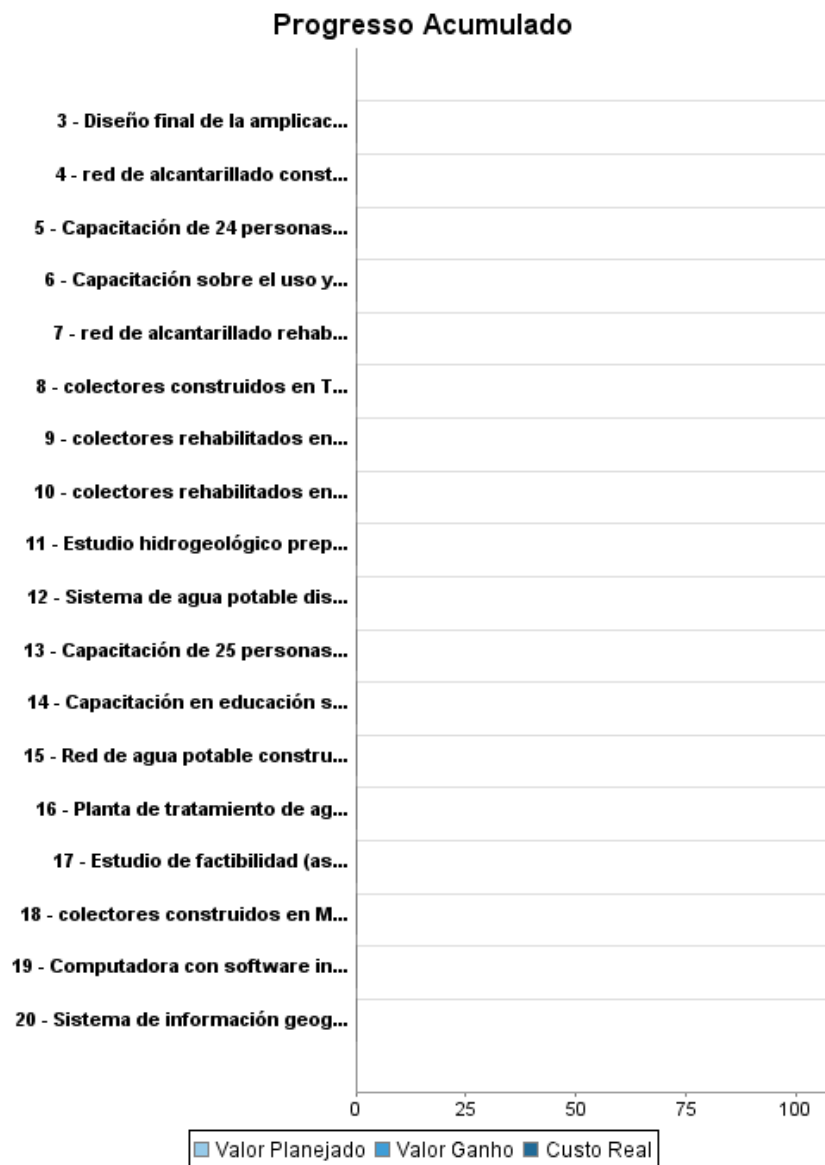 Progresso Acumulado
3 - Diseño final de la amplicac...
4 - red de alcantarillado const...
5 - Capacitación de 24 personas...
6 - Capacitación sobre el uso y...
7 - red de alcantarillado rehab...
8 - colectores construidos en T...
9 - colectores rehabilitados en...
10 - colectores rehabilitados en...
11 - Estudio hidrogeológico prep...
12 - Sistema de agua potable dis...
13 - Capacitación de 25 personas...
14 - Capacitación en educación s...
15 - Red de agua potable constru...
16 - Planta de tratamiento de ag...
17 - Estudio de factibilidad (as...
18 - colectores construidos en M...
19 - Computadora con software in...
20 - Sistema de información geog...
0 25 50 75 100
Valor Planejado Valor Ganho Custo Real